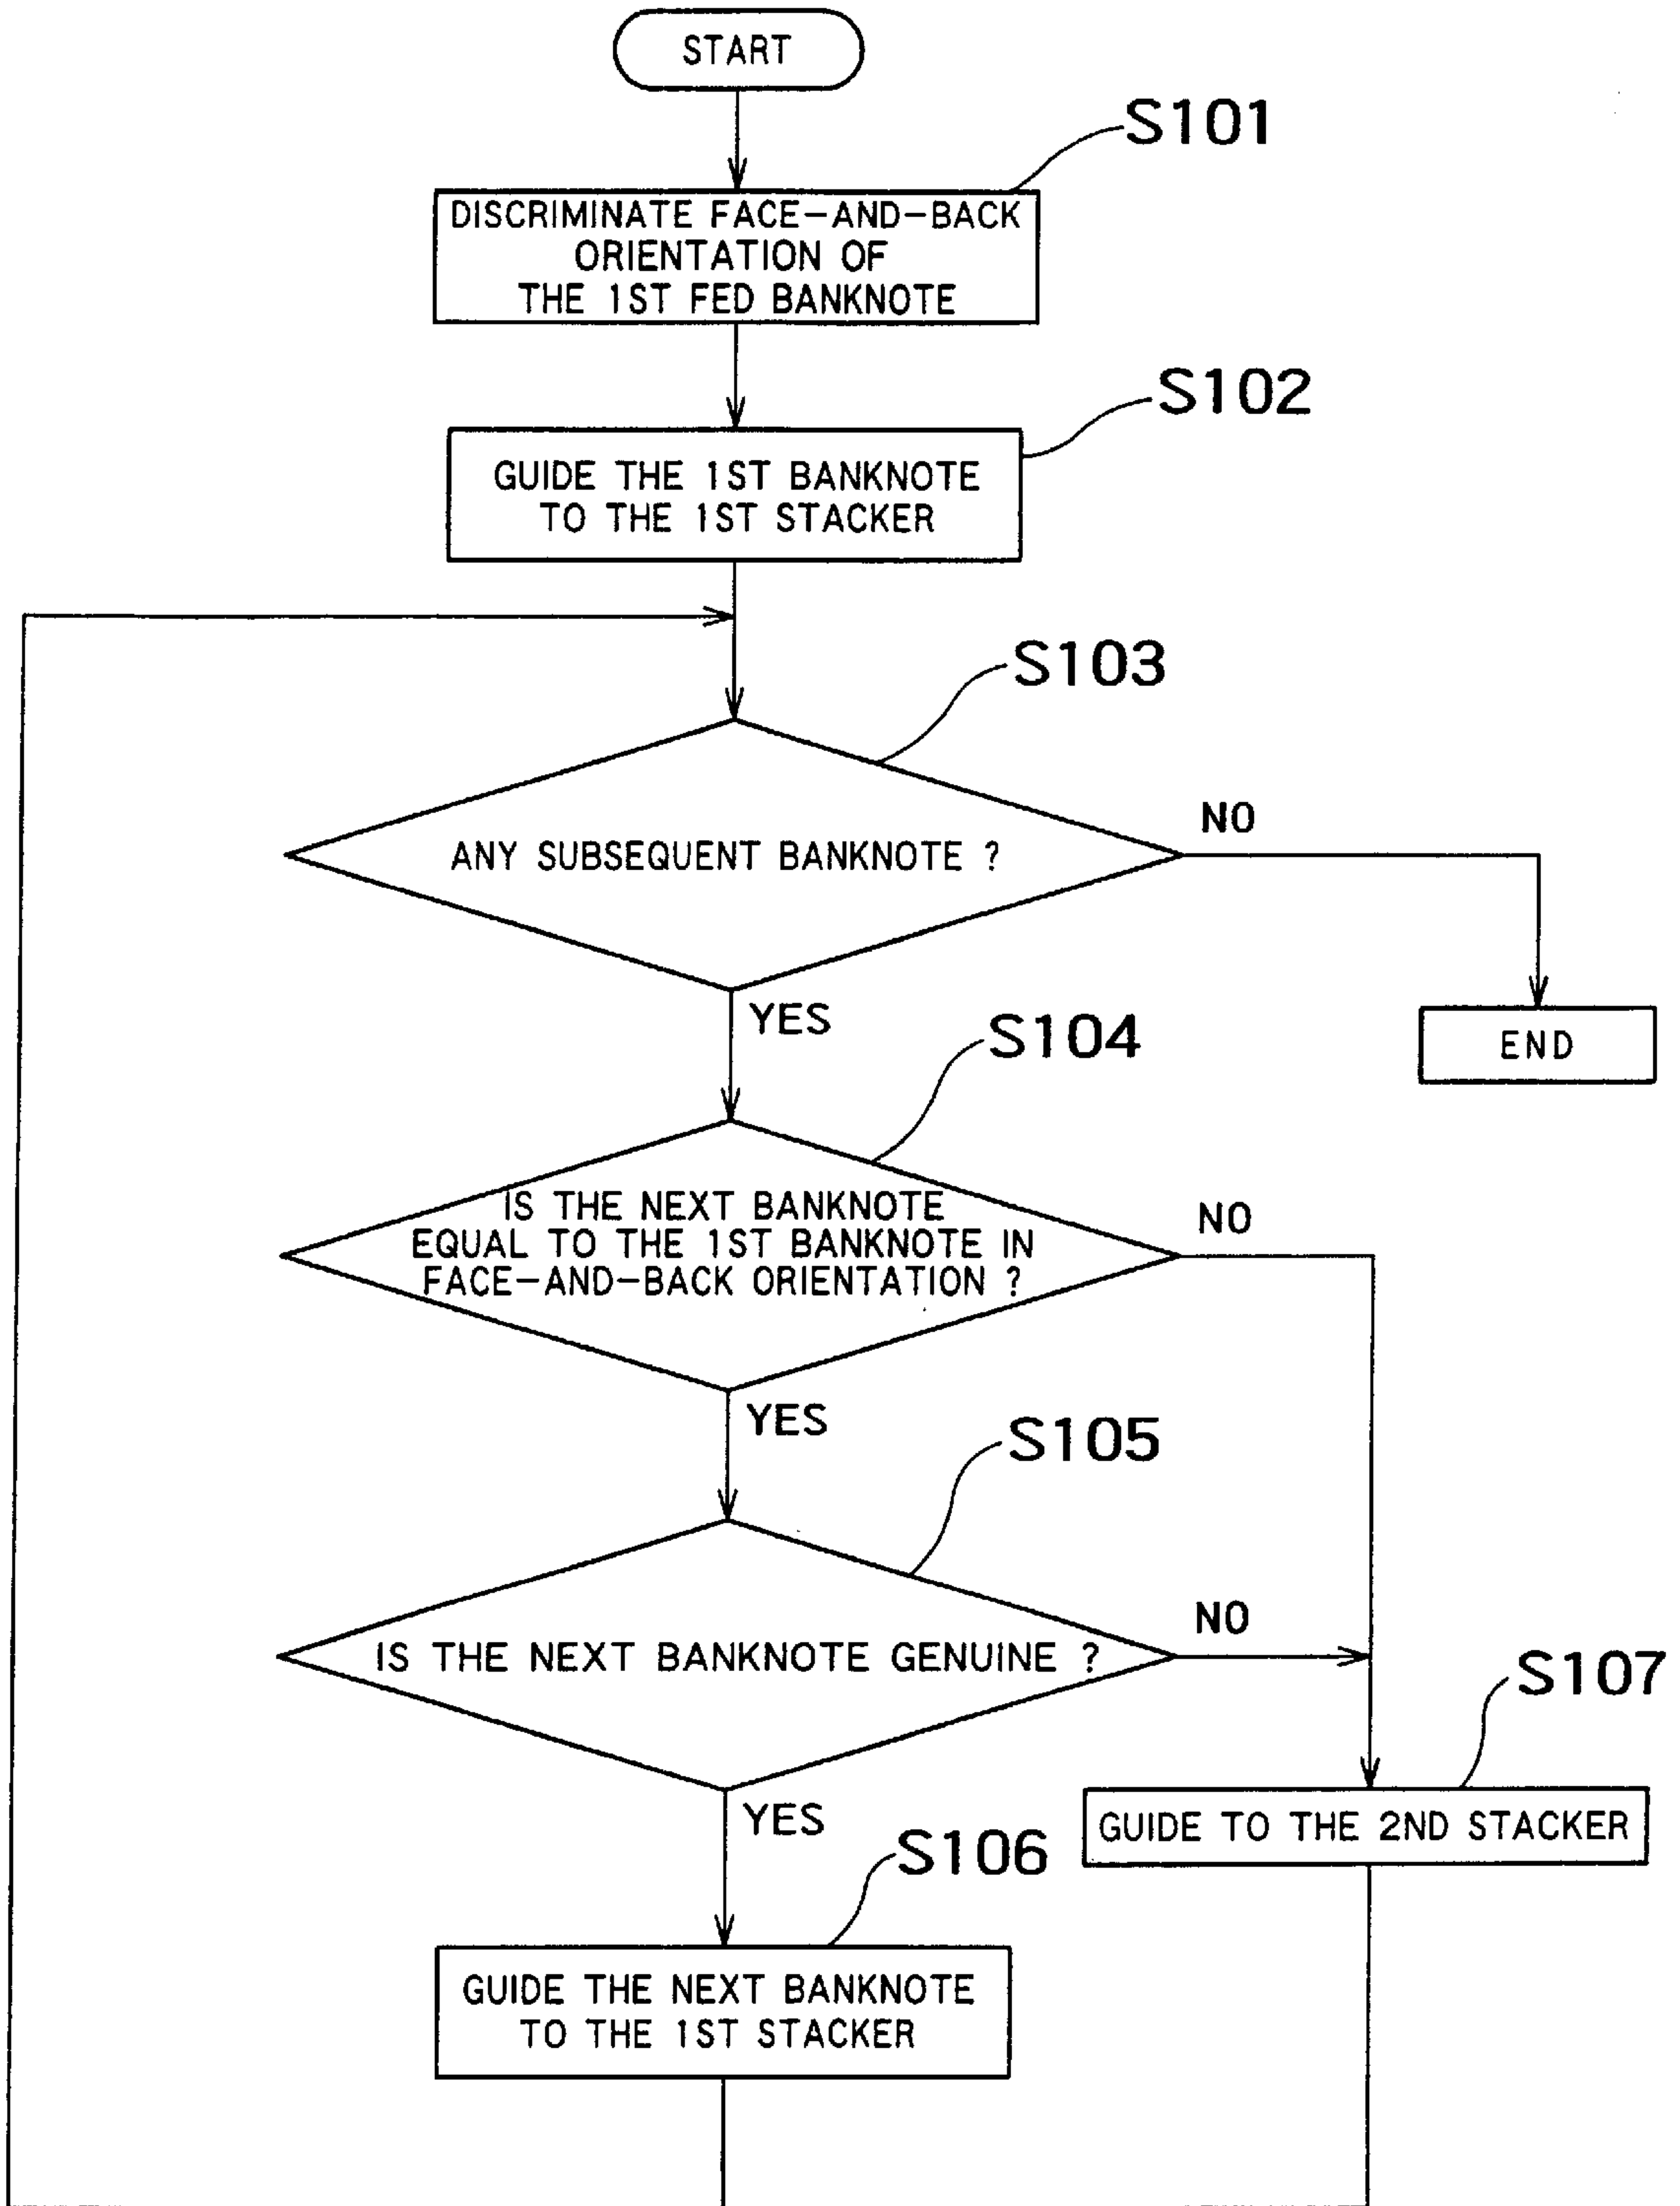 START
S101
DISCRIMINATE FACE-AND-BACK
ORIENTATION OF
THE 1ST FED BANKNOTE
S102
GUIDE THE 1ST BANKNOTE
TO THE 1ST STACKER
S103
ANY SUBSEQUENT BANKNOTE ?
NO
YES
END
S104
IS THE NEXT BANKNOTE
EQUAL TO THE 1ST BANKNOTE IN
FACE-AND-BACK ORIENTATION ?
NO
YES
S105
IS THE NEXT BANKNOTE GENUINE ?
NO
YES
S107
GUIDE TO THE 2ND STACKER
S106
GUIDE THE NEXT BANKNOTE
TO THE 1ST STACKER